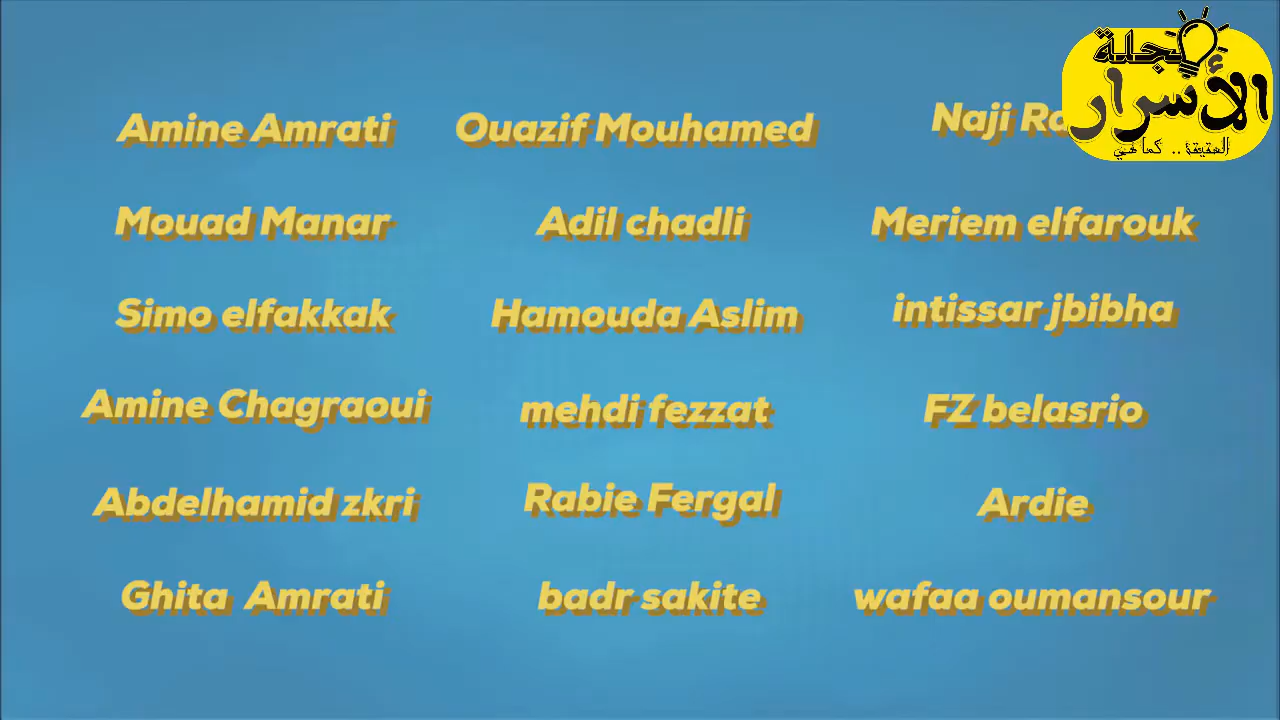 مجلة
الأسرار
الحقيقة .. كما هي
Amine Amrati
Ouazif Mouhamed
Naji
Mouad Manar
Adil chadli
Meriem elfarouk
Simo elfakkak
Hamouda Aslim
intissar jbibha
Amine Chagraoui
mehdi fezzat
FZ belasrio
Abdelhamid zkri
Rabie Fergal
Ardie
Ghita Amrati
badr sakite
wafaa oumansour